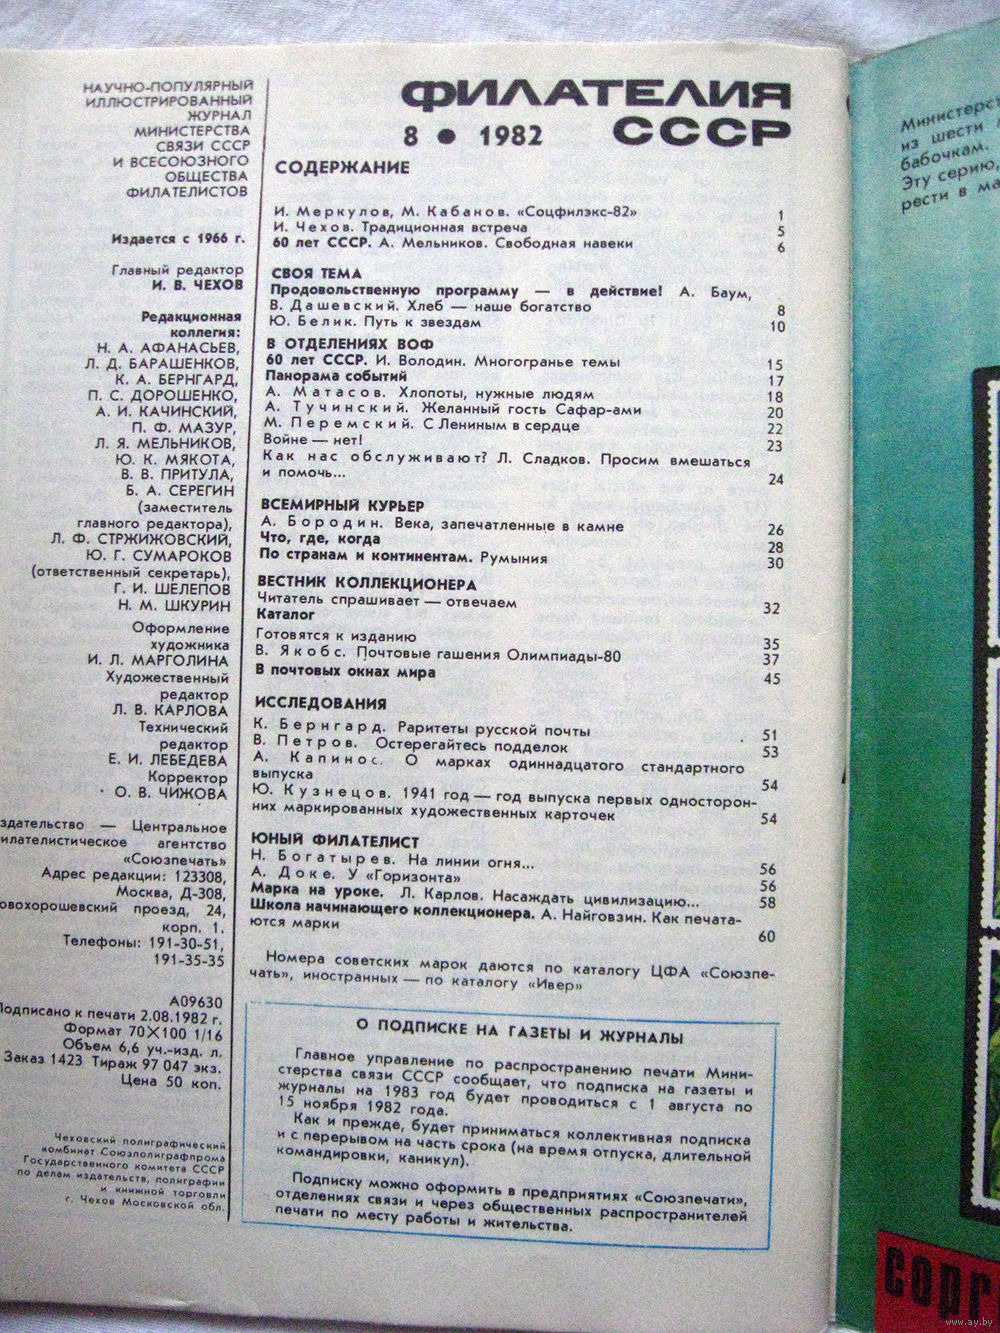 НАУЧНО-ПОПУЛЯРНЫЙ
ИЛЛЮСТРИРОВАННЫЙ
ЖУРНАЛ
МИНИСТЕРСТВА
СВЯЗИ СССР
И ВСЕСОЮЗНОГО
ОБЩЕСТВА
ФИЛАТЕЛИСТОВ
Издается с 1966 г.
Главный редактор
И. В. ЧЕХОВ
Редакционная
коллегия:
Н. А. АФАНАСЬЕВ,
Л. Д. БАРАШЕНКОВ,
К. А. БЕРНГАРД,
П. С. ДОРОШЕНКО,
А. И. КАЧИНСКИЙ,
П. Ф. МАЗУР,
Л. Я. МЕЛЬНИКОВ,
Ю. К. МЯКОТА,
В. В. ПРИТУЛА,
Б. А. СЕРЕГИН
(заместитель
главного редактора),
Л. Ф. СТРЖИЖОВСКИЙ,
Ю. Г. СУМАРОКОВ
(ответственный секретарь),
Г. И. ШЕЛЕПОВ
Н. М. ШКУРИН
Оформление
художника
И. Л. МАРГОЛИНА
Художественный
редактор
Л. В. КАРЛОВА
Технический
редактор
Е. И. ЛЕБЕДЕВА
Корректор
О. В. ЧИЖОВА
здательство — Центральное
илателистическое агентство
«Союзпечать»
Адрес редакции: 123308,
Москва, Д-308,
овохорошевский проезд, 24,
корп. 1.
Телефоны: 191-30-51,
191-35-35
А09630
Подписано к печати 2.08.1982 г.
Формат 70×100 1/16
Объем 6,6 уч.-изд. л.
Заказ 1423 Тираж 97 047 экз.
Цена 50 коп.
Чеховский полиграфический
комбинат Союзполиграфпрома
Государственного комитета СССР
по делам издательств, полиграфии
и книжной торговли
г. Чехов Московской обл.
ФИЛАТЕЛИЯ
8 ● 1982 СССР
СОДЕРЖАНИЕ
И. Меркулов, М. Кабанов. «Соцфилэкс-82» 1
И. Чехов. Традиционная встреча 5
60 лет СССР. А. Мельников. Свободная навеки 6
СВОЯ ТЕМА
Продовольственную программу — в действие! А. Баум,
В. Дашевский. Хлеб — наше богатство 8
Ю. Белик. Путь к звездам 10
В ОТДЕЛЕНИЯХ ВОФ
60 лет СССР. И. Володин. Многогранье темы 15
Панорама событий 17
А. Матасов. Хлопоты, нужные людям 18
А. Тучинский. Желанный гость Сафар-ами 20
М. Перемский. С Лениным в сердце 22
Войне — нет! 23
Как нас обслуживают? Л. Сладков. Просим вмешаться
и помочь... 24
ВСЕМИРНЫЙ КУРЬЕР
А. Бородин. Века, запечатленные в камне 26
Что, где, когда 28
По странам и континентам. Румыния 30
ВЕСТНИК КОЛЛЕКЦИОНЕРА
Читатель спрашивает — отвечаем 32
Каталог
Готовятся к изданию 35
В. Якобс. Почтовые гашения Олимпиады-80 37
В почтовых окнах мира 45
ИССЛЕДОВАНИЯ
К. Бернгард. Раритеты русской почты 51
В. Петров. Остерегайтесь подделок 53
А. Капинос. О марках одиннадцатого стандартного
выпуска 54
Ю. Кузнецов. 1941 год — год выпуска первых односторон-
них маркированных художественных карточек 54
ЮНЫЙ ФИЛАТЕЛИСТ
Н. Богатырев. На линии огня... 56
А. Доке. У «Горизонта» 56
Марка на уроке. Л. Карлов. Насаждать цивилизацию... 58
Школа начинающего коллекционера. А. Найговзин. Как печата-
ются марки 60
Номера советских марок даются по каталогу ЦФА «Союзпе-
чать», иностранных — по каталогу «Ивер»
О ПОДПИСКЕ НА ГАЗЕТЫ И ЖУРНАЛЫ
Главное управление по распространению печати Мини-
стерства связи СССР сообщает, что подписка на газеты и
журналы на 1983 год будет проводиться с 1 августа по
15 ноября 1982 года.
Как и прежде, будет приниматься коллективная подписка
и с перерывом на часть срока (на время отпуска, длительной
командировки, каникул).
Подписку можно оформить в предприятиях «Союзпечати»,
отделениях связи и через общественных распространителей
печати по месту работы и жительства.
Министерст
из шести
бабочкам.
Эту серию,
рести в ма
сорг
www.ay.by